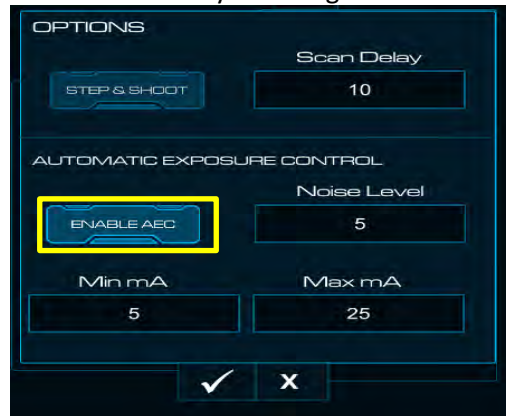 OPTIONS
Scan Delay
STEP & SHOOT
10
AUTOMATIC EXPOSURE CONTROL
Noise Level
ENABLE AEC
5
Min mA
Max mA
5
25
✓ X